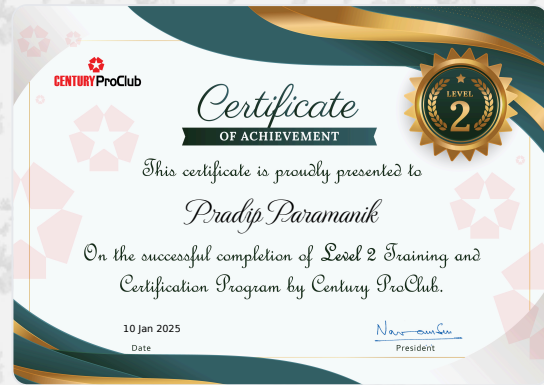 CENTURY ProClub
LEVEL
2
Certificate
OF ACHIEVEMENT
This certificate is proudly presented to
Pradip Paramanik
On the successful completion of Level 2 Training and
Certification Program by Century ProClub.
10 Jan 2025
Date
President